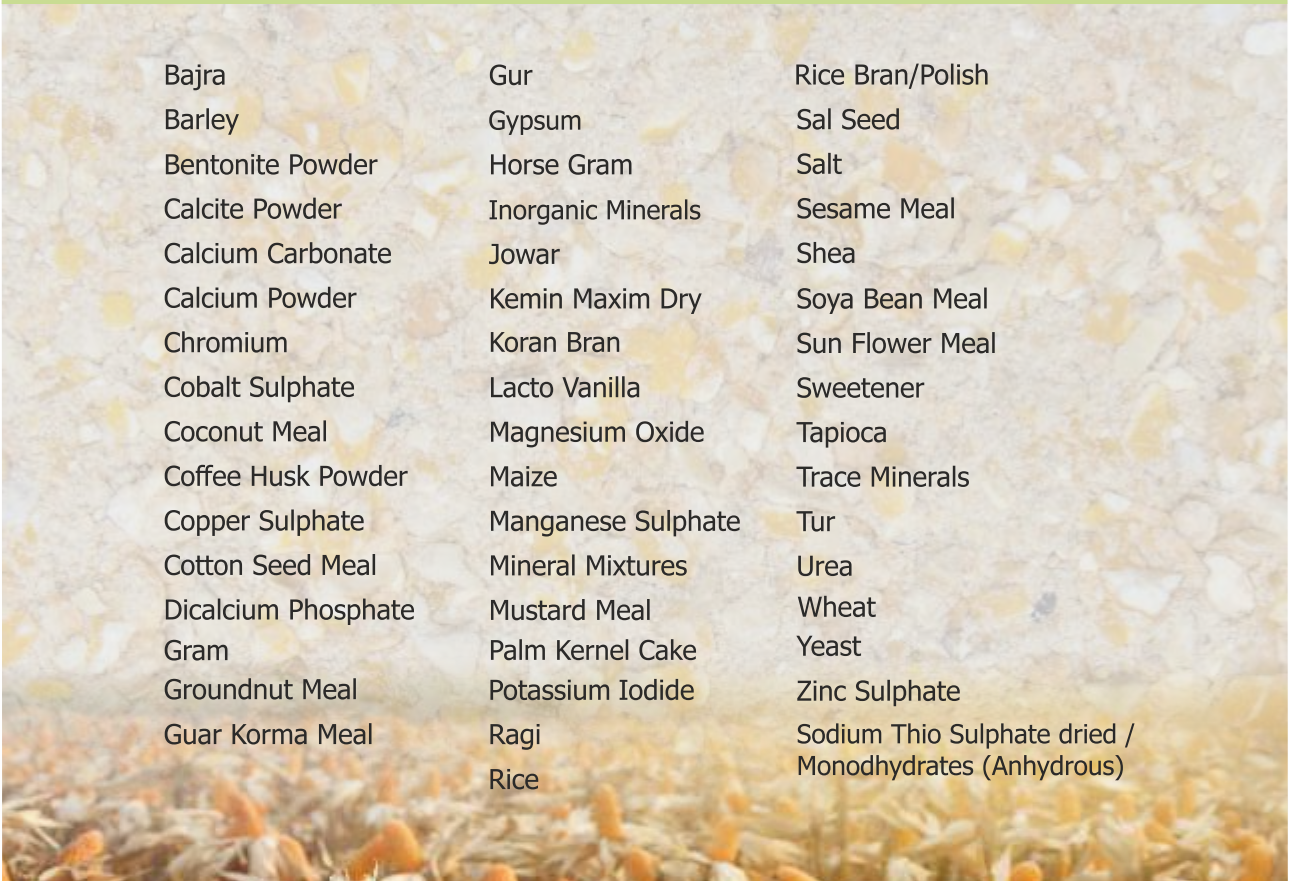 Bajra
Barley
Bentonite Powder
Calcite Powder
Calcium Carbonate
Calcium Powder
Chromium
Cobalt Sulphate
Coconut Meal
Coffee Husk Powder
Copper Sulphate
Cotton Seed Meal
Dicalcium Phosphate
Gram
Groundnut Meal
Guar Korma Meal
Gur
Gypsum
Horse Gram
Inorganic Minerals
Jowar
Kemin Maxim Dry
Koran Bran
Lacto Vanilla
Magnesium Oxide
Maize
Manganese Sulphate
Mineral Mixtures
Mustard Meal
Palm Kernel Cake
Potassium Iodide
Ragi
Rice
Rice Bran/Polish
Sal Seed
Salt
Sesame Meal
Shea
Soya Bean Meal
Sun Flower Meal
Sweetener
Tapioca
Trace Minerals
Tur
Urea
Wheat
Yeast
Zinc Sulphate
Sodium Thio Sulphate dried /
Monodhydrates (Anhydrous)